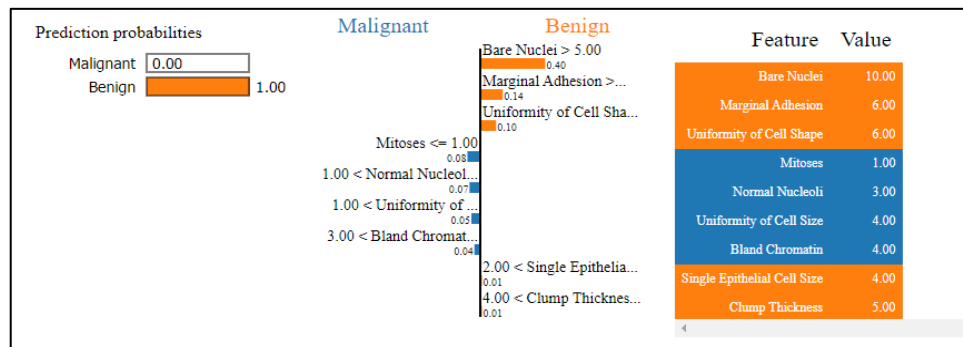 Prediction probabilities
Malignant 0.00
Benign 1.00
Malignant Benign
Bare Nuclei > 5.00
0.40
Marginal Adhesion >...
0.14
Uniformity of Cell Sha...
0.10
Mitoses <= 1.00
0.08
1.00 < Normal Nucleol...
0.07
1.00 < Uniformity of ...
0.05
3.00 < Bland Chromat...
0.04
2.00 < Single Epithelia...
0.01
4.00 < Clump Thicknes...
0.01
Feature Value
Bare Nuclei 10.00
Marginal Adhesion 6.00
Uniformity of Cell Shape 6.00
Mitoses 1.00
Normal Nucleoli 3.00
Uniformity of Cell Size 4.00
Bland Chromatin 4.00
Single Epithelial Cell Size 4.00
Clump Thickness 5.00